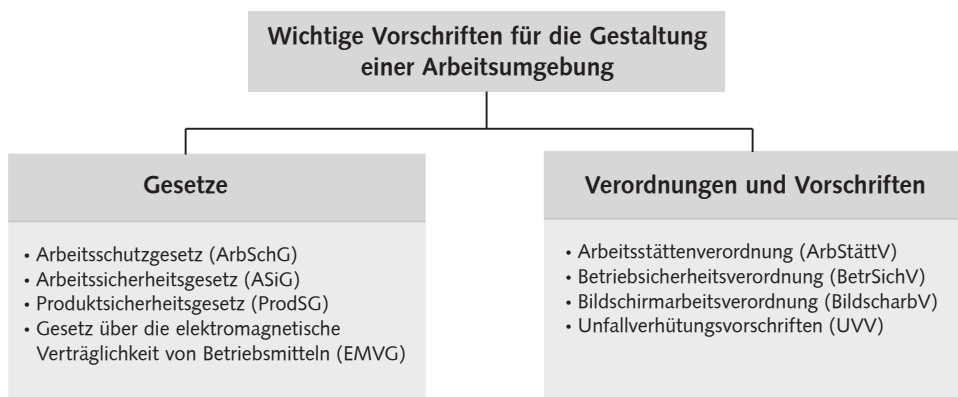 Wichtige Vorschriften für die Gestaltung
einer Arbeitsumgebung
Gesetze
• Arbeitsschutzgesetz (ArbSchG)
• Arbeitssicherheitsgesetz (ASiG)
• Produktsicherheitsgesetz (ProdSG)
• Gesetz über die elektromagnetische
Verträglichkeit von Betriebsmitteln (EMVG)
Verordnungen und Vorschriften
• Arbeitsstättenverordnung (ArbStättV)
• Betriebsicherheitsverordnung (BetrSichV)
• Bildschirmarbeitsverordnung (BildscharbV)
• Unfallverhütungsvorschriften (UVV)